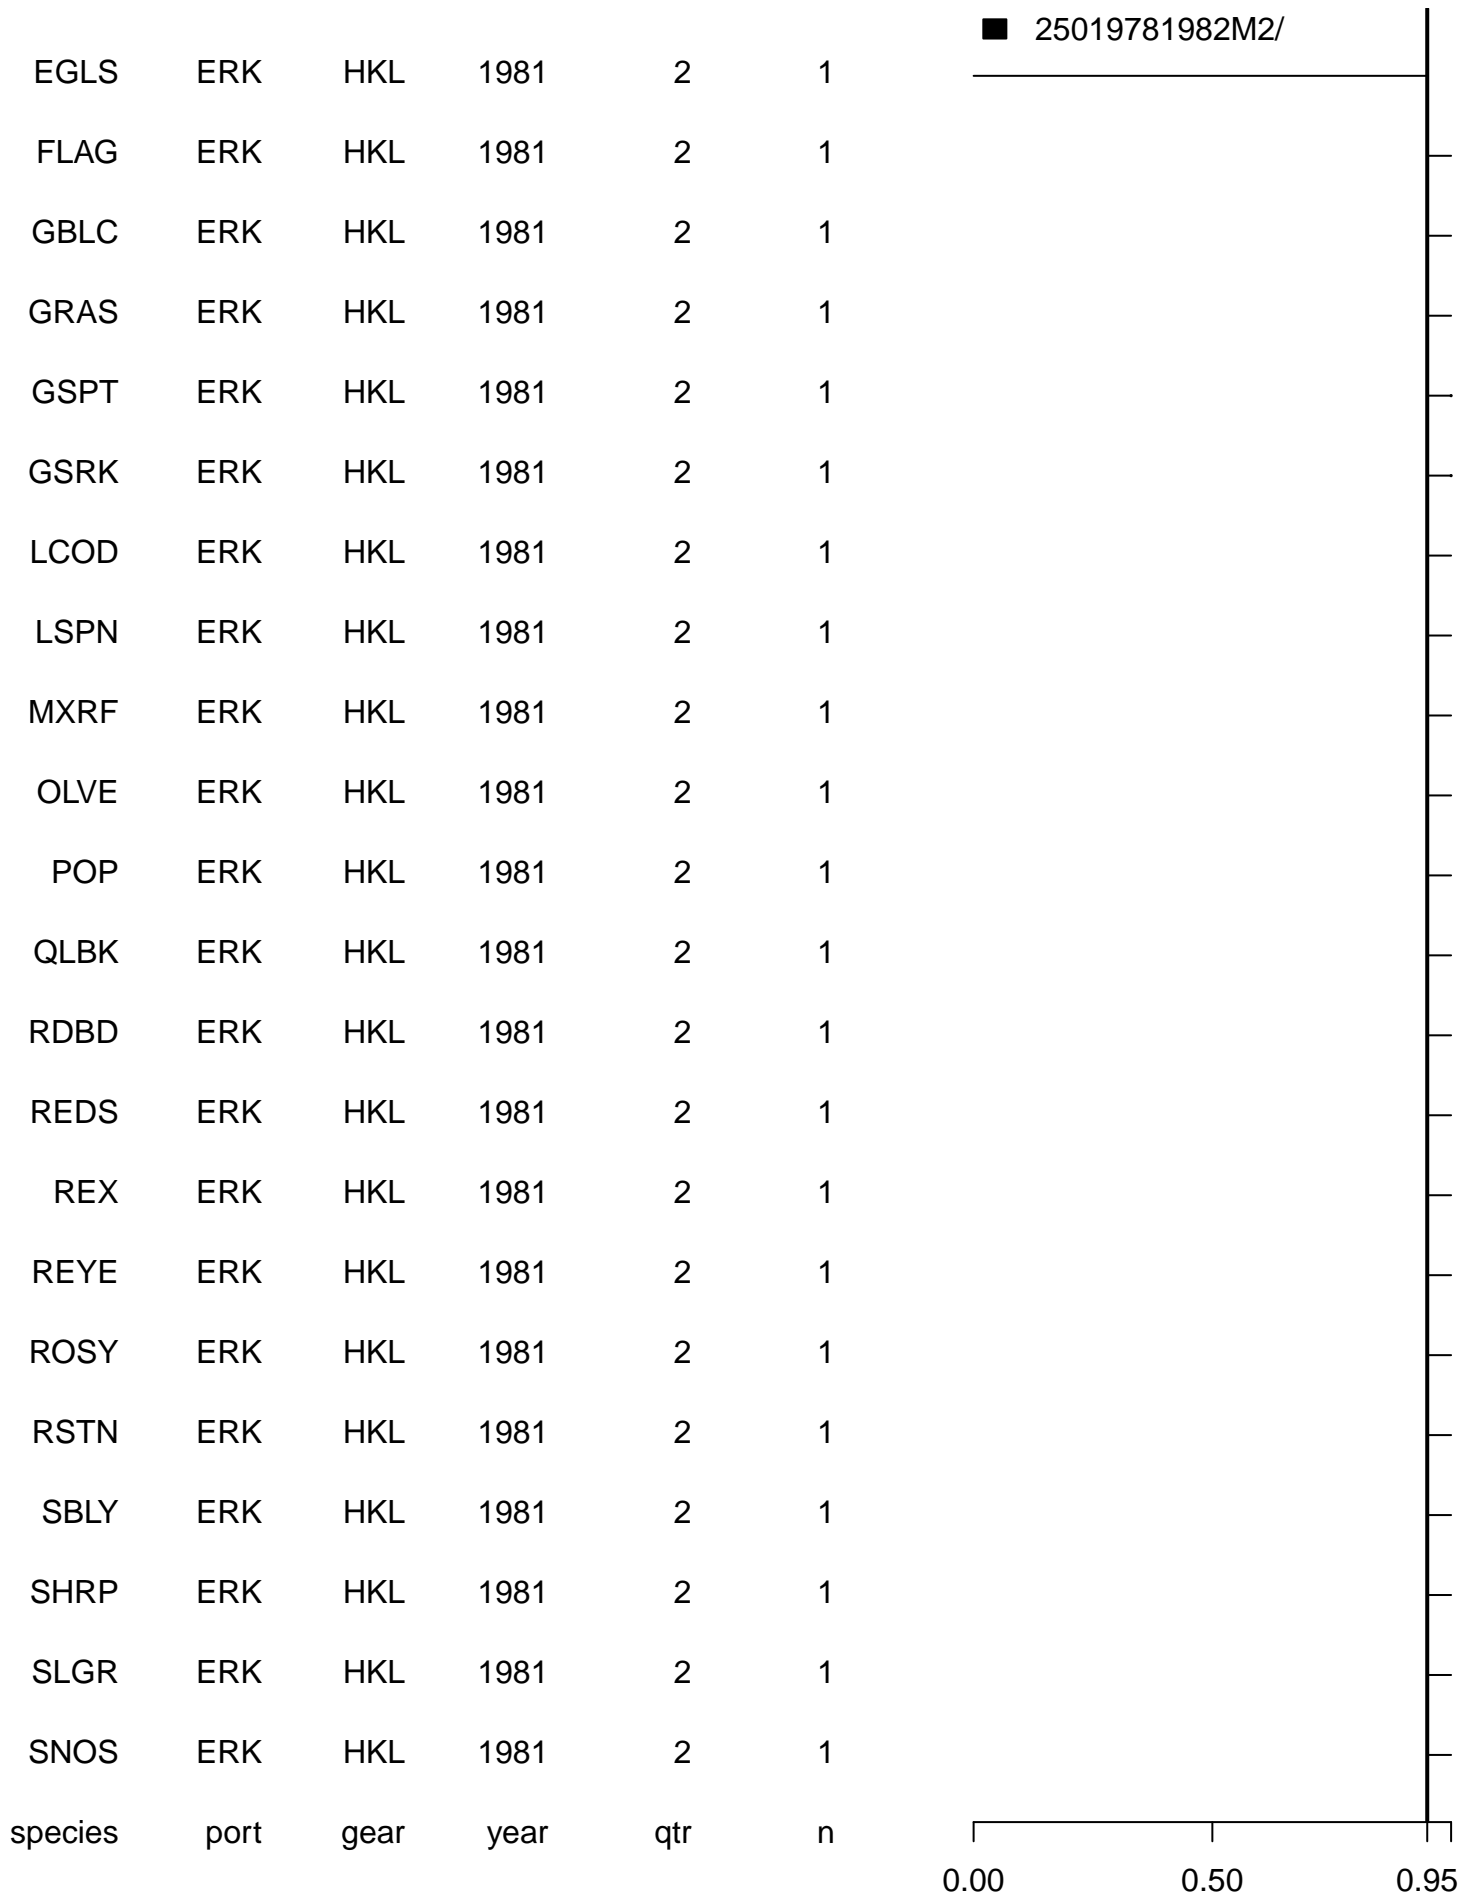 25019781982M2/
EGLS ERK HKL 1981 2 1
FLAG ERK HKL 1981 2 1
GBLC ERK HKL 1981 2 1
GRAS ERK HKL 1981 2 1
GSPT ERK HKL 1981 2 1
GSRK ERK HKL 1981 2 1
LCOD ERK HKL 1981 2 1
LSPN ERK HKL 1981 2 1
MXRF ERK HKL 1981 2 1
OLVE ERK HKL 1981 2 1
POP ERK HKL 1981 2 1
QLBK ERK HKL 1981 2 1
RDBD ERK HKL 1981 2 1
REDS ERK HKL 1981 2 1
REX ERK HKL 1981 2 1
REYE ERK HKL 1981 2 1
ROSY ERK HKL 1981 2 1
RSTN ERK HKL 1981 2 1
SBLY ERK HKL 1981 2 1
SHRP ERK HKL 1981 2 1
SLGR ERK HKL 1981 2 1
SNOS ERK HKL 1981 2 1
species port gear year qtr n
0.00 0.50 0.95